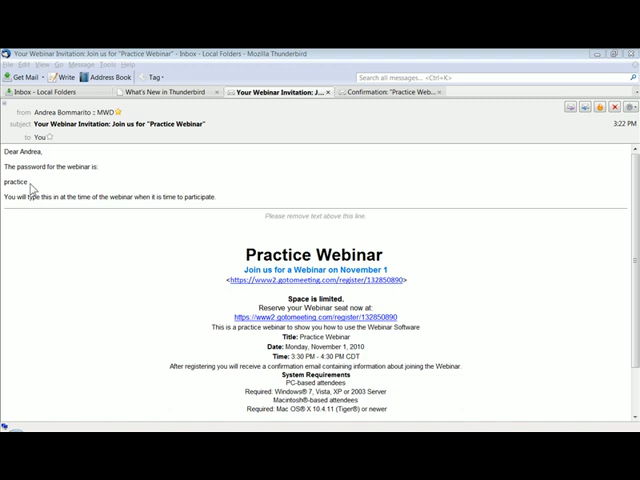 Your Webinar Invitation: Join us for "Practice Webinar" - Inbox - Local Folders - Mozilla Thunderbird
File Edit View Go Message Tools Help
Get Mail Write Address Book Tag
Search all messages... <Ctrl+K>
Inbox - Local Folders What's New in Thunderbird Your Webinar Invitation: J... Confirmation: "Practice Web...
from Andrea Bommarito :: MWD
subject Your Webinar Invitation: Join us for "Practice Webinar" 3:22 PM
to You
Dear Andrea,
The password for the webinar is:
practice
You will type this in at the time of the webinar when it is time to participate.
Please remove text above this line.
Practice Webinar
Join us for a Webinar on November 1
<https://www2.gotomeeting.com/register/132850890>
Space is limited.
Reserve your Webinar seat now at:
https://www2.gotomeeting.com/register/132850890
This is a practice webinar to show you how to use the Webinar Software
Title: Practice Webinar
Date: Monday, November 1, 2010
Time: 3:30 PM - 4:30 PM CDT
After registering you will receive a confirmation email containing information about joining the Webinar.
System Requirements
PC-based attendees
Required: Windows® 7, Vista, XP or 2003 Server
Macintosh®-based attendees
Required: Mac OS® X 10.4.11 (Tiger®) or newer